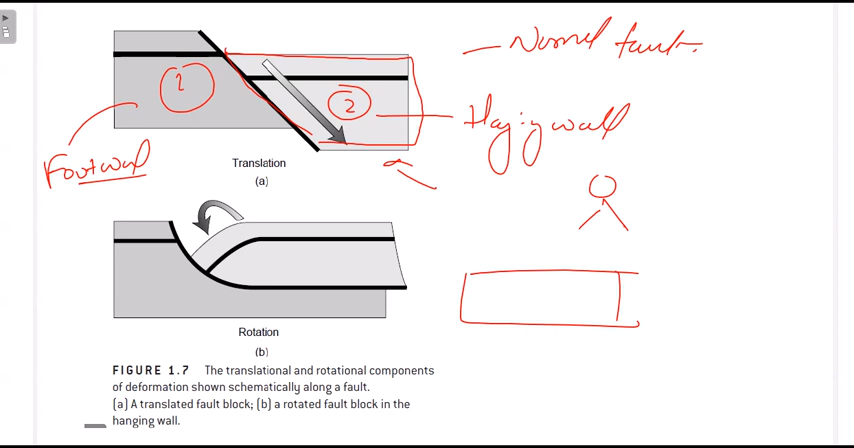 Normal fault.
1
2
Hanging wall
Footwall
Translation
(a)
Rotation
(b)
FIGURE 1.7 The translational and rotational components
of deformation shown schematically along a fault.
(a) A translated fault block; (b) a rotated fault block in the
hanging wall.